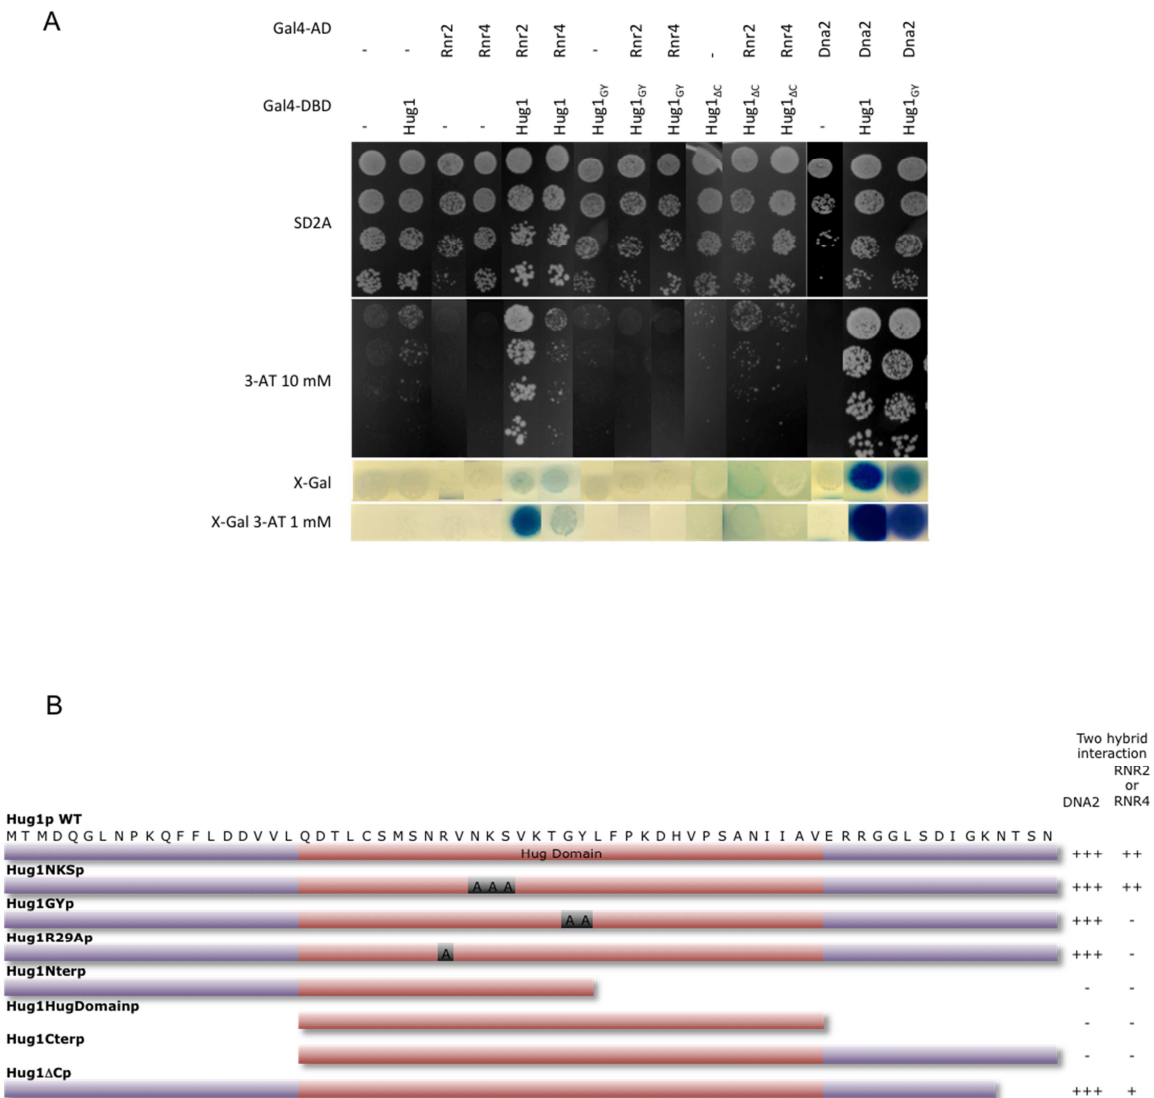 A
Gal4-AD - - Rnr2 Rnr4 Rnr2 Rnr4 - Rnr2 Rnr4 - Rnr2 Rnr4 Dna2 Dna2 Dna2
Gal4-DBD - Hug1 - - Hug1 Hug1 Hug1GY Hug1GY Hug1GY Hug1ΔC Hug1ΔC Hug1ΔC - Hug1 Hug1GY
SD2A
3-AT 10 mM
X-Gal
X-Gal 3-AT 1 mM
B
Two hybrid
interaction
RNR2
or
DNA2 RNR4
Hug1p WT
M T M D Q G L N P K Q F F L D D V V L Q D T L C S M S N R V N K S V K T G Y L F P K D H V P S A N I I A V E R R G G L S D I G K N T S N
Hug Domain +++ ++
Hug1NKSp
A A A +++ ++
Hug1GYp
A A +++ -
Hug1R29Ap
A +++ -
Hug1Nterp
- -
Hug1HugDomainp
- -
Hug1Cterp
- -
Hug1ΔCp
+++ +